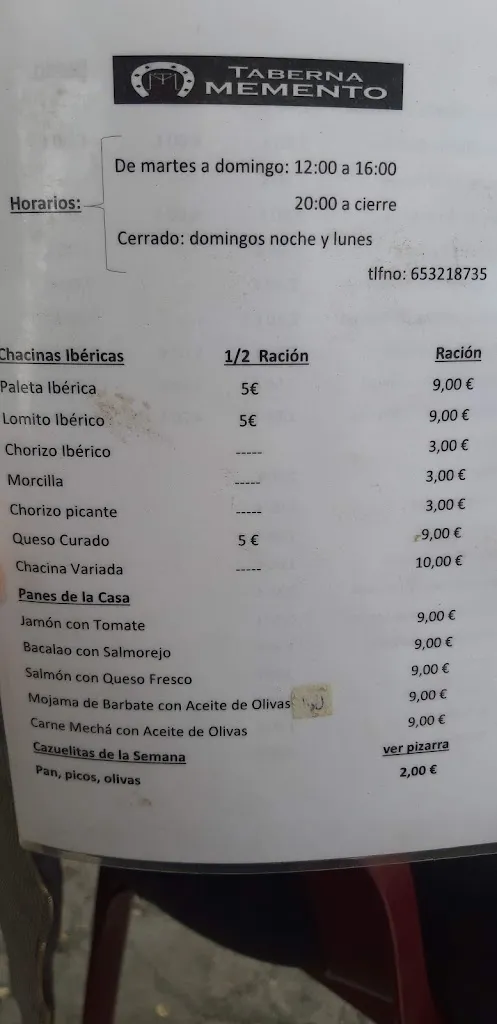 TABERNA
MEMENTO
De martes a domingo: 12:00 a 16:00
Horarios: 20:00 a cierre
Cerrado: domingos noche y lunes
tlfno: 653218735
Chacinas Ibéricas 1/2 Ración Ración
Paleta Ibérica 5€ 9,00 €
Lomito Ibérico 5€ 9,00 €
Chorizo Ibérico ----- 3,00 €
Morcilla ----- 3,00 €
Chorizo picante ----- 3,00 €
Queso Curado 5 € 9,00 €
Chacina Variada ----- 10,00 €
Panes de la Casa
Jamón con Tomate 9,00 €
Bacalao con Salmorejo 9,00 €
Salmón con Queso Fresco 9,00 €
Mojama de Barbate con Aceite de Olivas 9,00 €
Carne Mechá con Aceite de Olivas 9,00 €
Cazuelitas de la Semana ver pizarra
Pan, picos, olivas 2,00 €